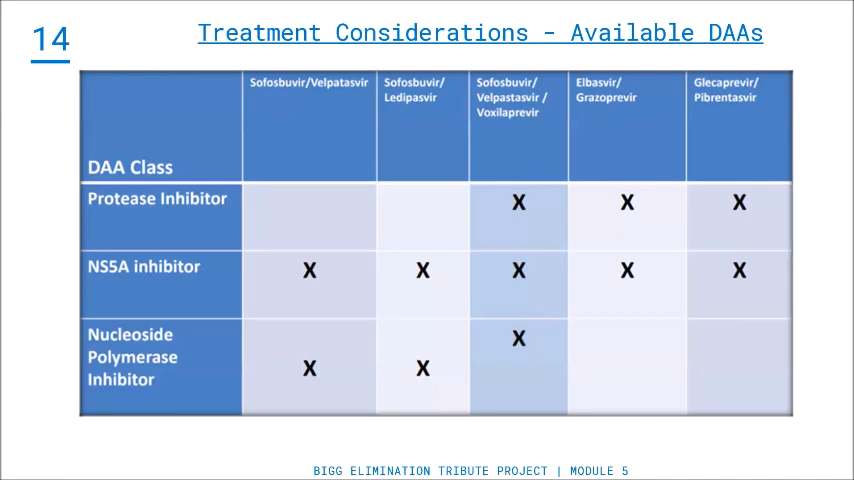 14
Treatment Considerations - Available DAAs
DAA Class
Sofosbuvir/Velpatasvir
Sofosbuvir/
Ledipasvir
Sofosbuvir/
Velpastasvir /
Voxilaprevir
Elbasvir/
Grazoprevir
Glecaprevir/
Pibrentasvir
Protease Inhibitor X X X
NS5A inhibitor X X X X X
Nucleoside
Polymerase
Inhibitor
X X X
BIGG ELIMINATION TRIBUTE PROJECT | MODULE 5